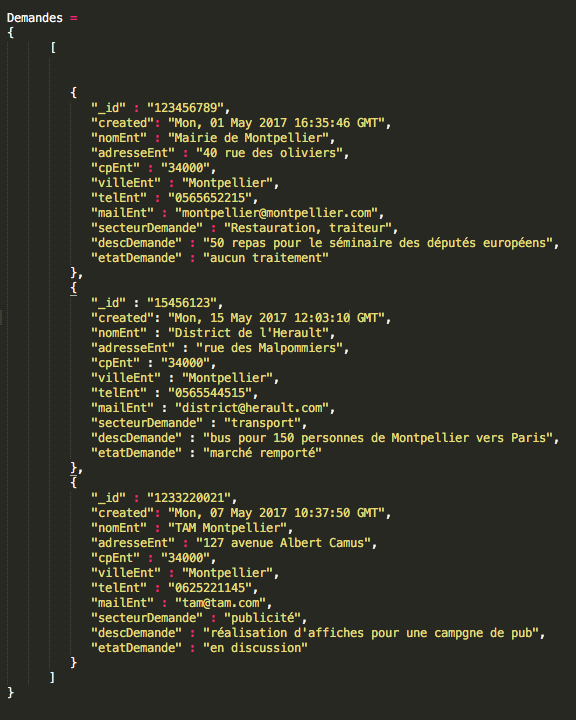 Demandes =
{
[
{
"_id" : "123456789",
"created": "Mon, 01 May 2017 16:35:46 GMT",
"nomEnt" : "Mairie de Montpellier",
"adresseEnt" : "40 rue des oliviers",
"cpEnt" : "34000",
"villeEnt" : "Montpellier",
"telEnt" : "0565652215",
"mailEnt" : "montpellier@montpellier.com",
"secteurDemande" : "Restauration, traiteur",
"descDemande" : "50 repas pour le séminaire des députés européens",
"etatDemande" : "aucun traitement"
},
{
"_id" : "15456123",
"created": "Mon, 15 May 2017 12:03:10 GMT",
"nomEnt" : "District de l'Herault",
"adresseEnt" : "rue des Malpommiers",
"cpEnt" : "34000",
"villeEnt" : "Montpellier",
"telEnt" : "0565544515",
"mailEnt" : "district@herault.com",
"secteurDemande" : "transport",
"descDemande" : "bus pour 150 personnes de Montpellier vers Paris",
"etatDemande" : "marché remporté"
},
{
"_id" : "1233220021",
"created": "Mon, 07 May 2017 10:37:50 GMT",
"nomEnt" : "TAM Montpellier",
"adresseEnt" : "127 avenue Albert Camus",
"cpEnt" : "34000",
"villeEnt" : "Montpellier",
"telEnt" : "0625221145",
"mailEnt" : "tam@tam.com",
"secteurDemande" : "publicité",
"descDemande" : "réalisation d'affiches pour une campgne de pub",
"etatDemande" : "en discussion"
}
]
}